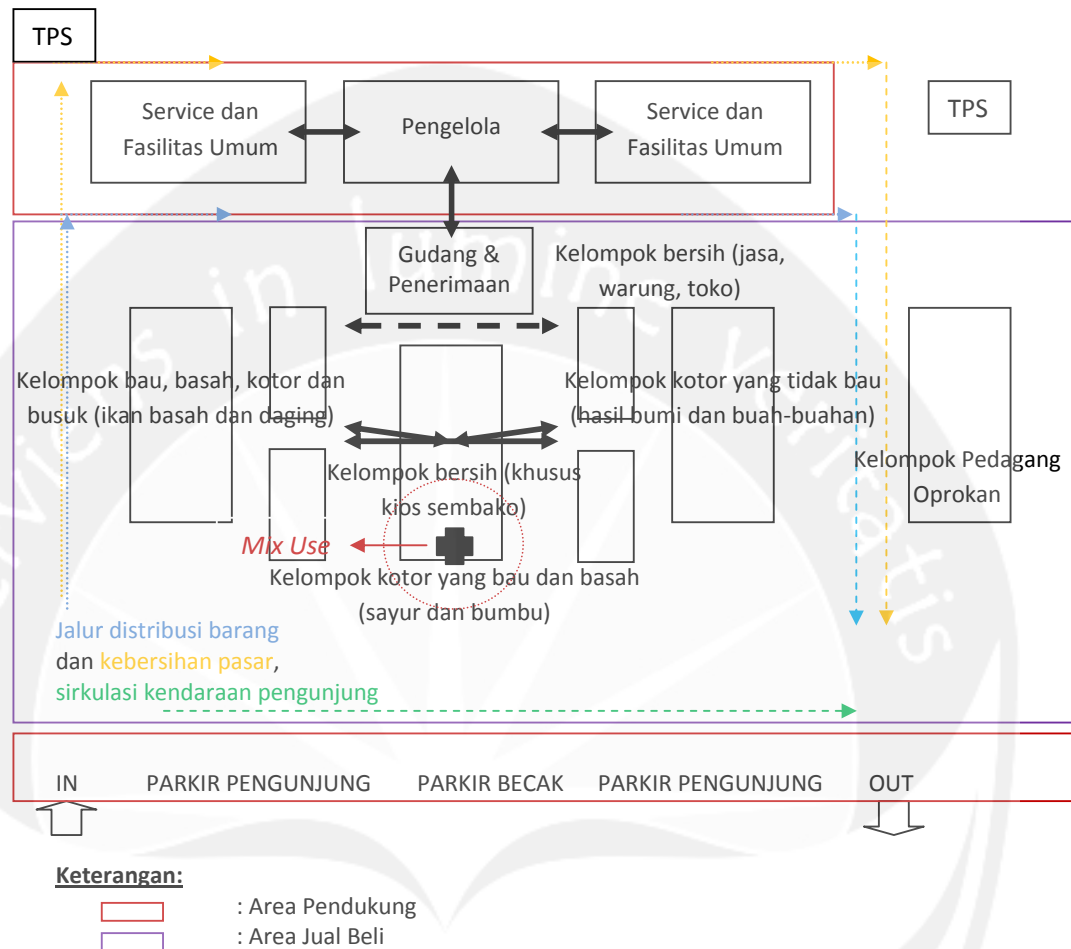 TPS
Service dan
Fasilitas Umum
Pengelola
Service dan
Fasilitas Umum
TPS
Gudang &
Penerimaan
Kelompok bersih (jasa,
warung, toko)
Kelompok bau, basah, kotor dan
busuk (ikan basah dan daging)
Kelompok kotor yang tidak bau
(hasil bumi dan buah-buahan)
Kelompok bersih (khusus
kios sembako)
Kelompok Pedagang
Oprokan
Mix Use
Kelompok kotor yang bau dan basah
(sayur dan bumbu)
Jalur distribusi barang
dan kebersihan pasar,
sirkulasi kendaraan pengunjung
IN PARKIR PENGUNJUNG PARKIR BECAK PARKIR PENGUNJUNG OUT
Keterangan:
: Area Pendukung
: Area Jual Beli
in lumine veritatis